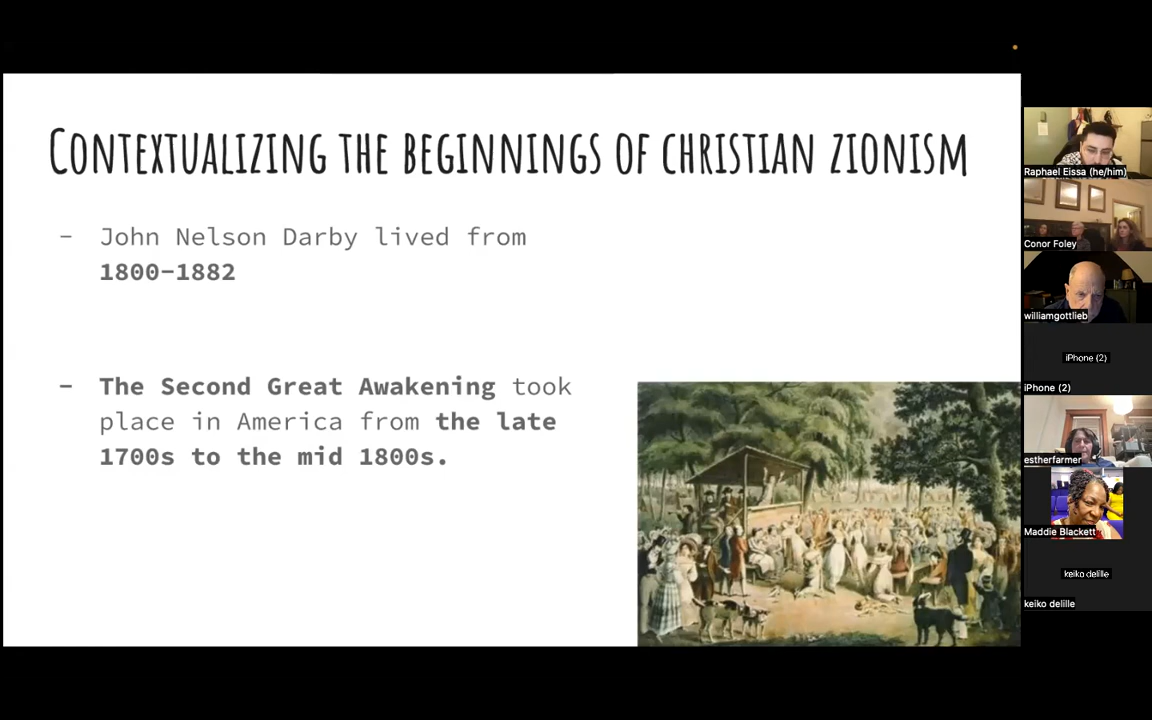 CONTEXTUALIZING THE BEGINNINGS OF CHRISTIAN ZIONISM
- John Nelson Darby lived from
1800-1882
- The Second Great Awakening took
place in America from the late
1700s to the mid 1800s.
Raphael Eissa (he/him)
Conor Foley
williamgottlieb
iPhone (2)
iPhone (2)
estherfarmer
Maddie Blackett
keiko delille
keiko delille